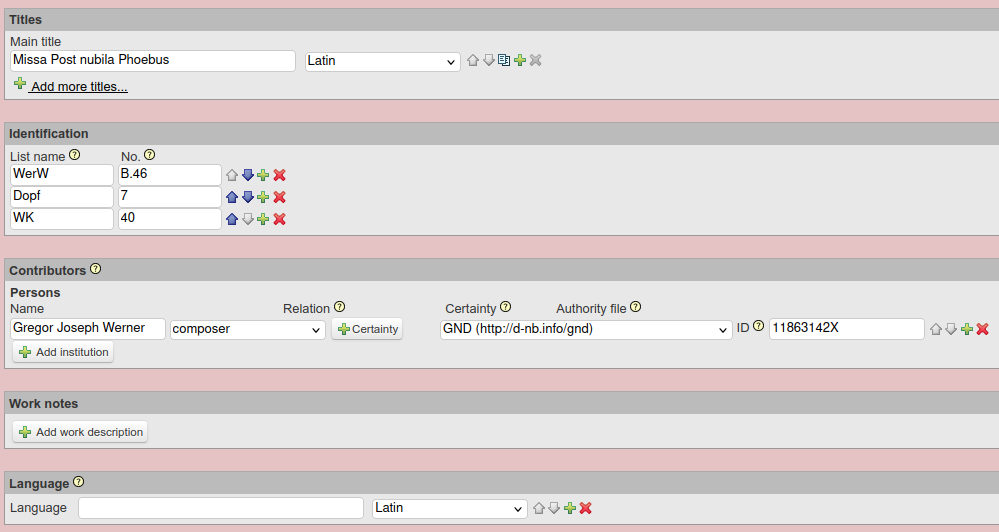 Titles
Main title
Missa Post nubila Phoebus Latin
Add more titles...
Identification
List name ? No. ?
WerW B.46
Dopf 7
WK 40
Contributors ?
Persons
Name Relation ? Certainty ? Authority file ?
Gregor Joseph Werner composer Certainty GND (http://d-nb.info/gnd) ID ? 11863142X
Add institution
Work notes
Add work description
Language ?
Language Latin